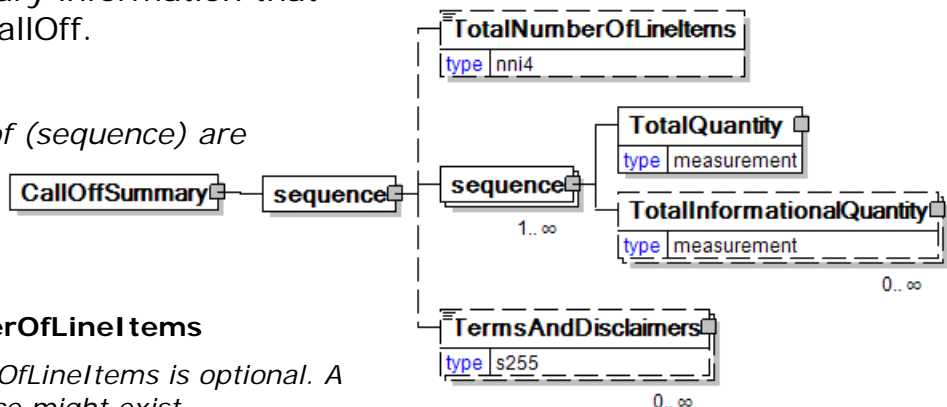 ary information that
allOff.
of (sequence) are
erOfLineItems
OfLineItems is optional. A
ce might exist
CallOffSummary
sequence
TotalNumberOfLineItems
type nni4
sequence
1.. ∞
TotalQuantity
type measurement
TotalInformationalQuantity
type measurement
0.. ∞
TermsAndDisclaimers
type s255
0.. ∞